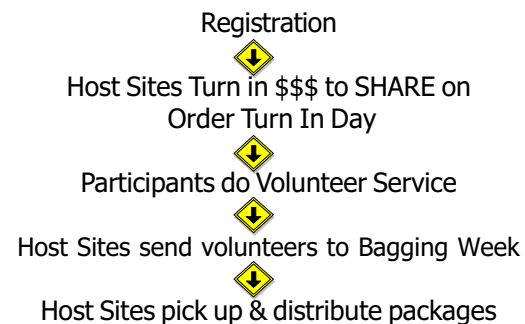 Registration
Host Sites Turn in $$$ to SHARE on
Order Turn In Day
Participants do Volunteer Service
Host Sites send volunteers to Bagging Week
Host Sites pick up & distribute packages